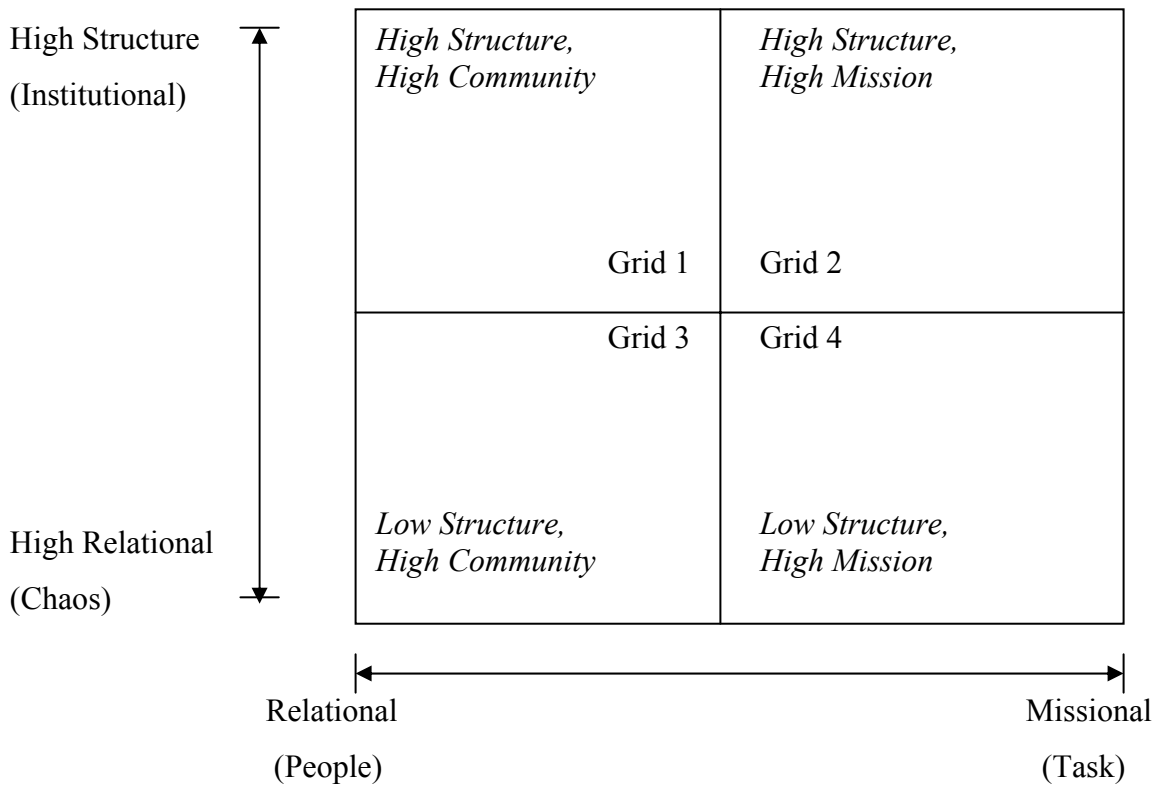 High Structure
(Institutional)
High Structure,
High Community
High Structure,
High Mission
Grid 1
Grid 2
Grid 3
Grid 4
High Relational
(Chaos)
Low Structure,
High Community
Low Structure,
High Mission
Relational
(People)
Missional
(Task)